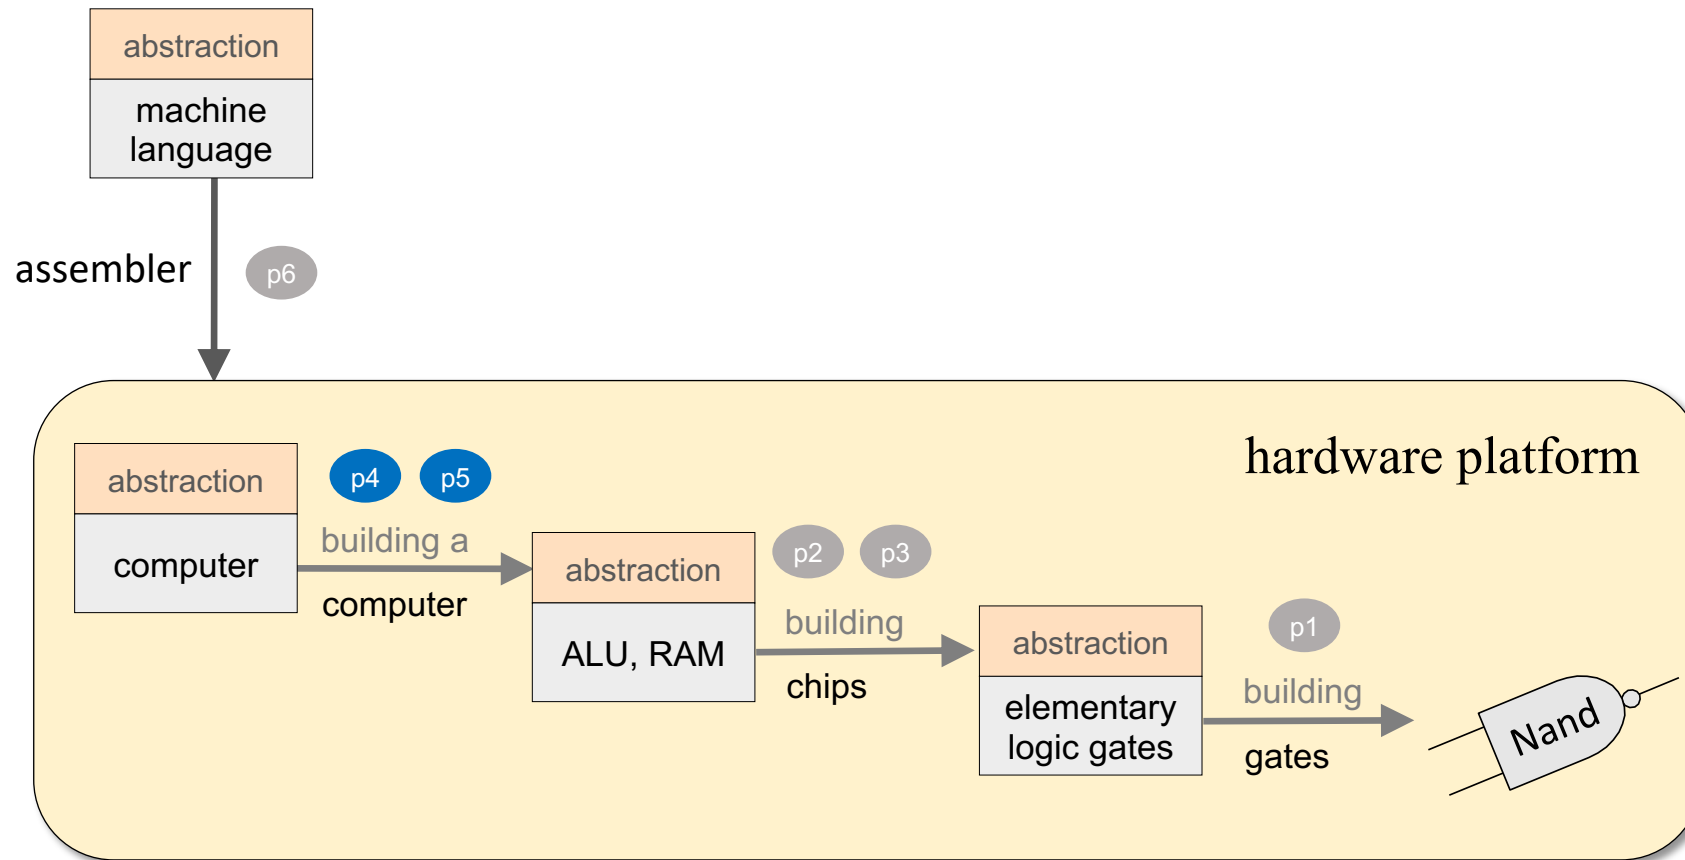 abstraction
machine
language
assembler
p6
hardware platform
abstraction
computer
p4
p5
building a
computer
abstraction
ALU, RAM
p2
p3
building
chips
abstraction
elementary
logic gates
p1
building
gates
Nand